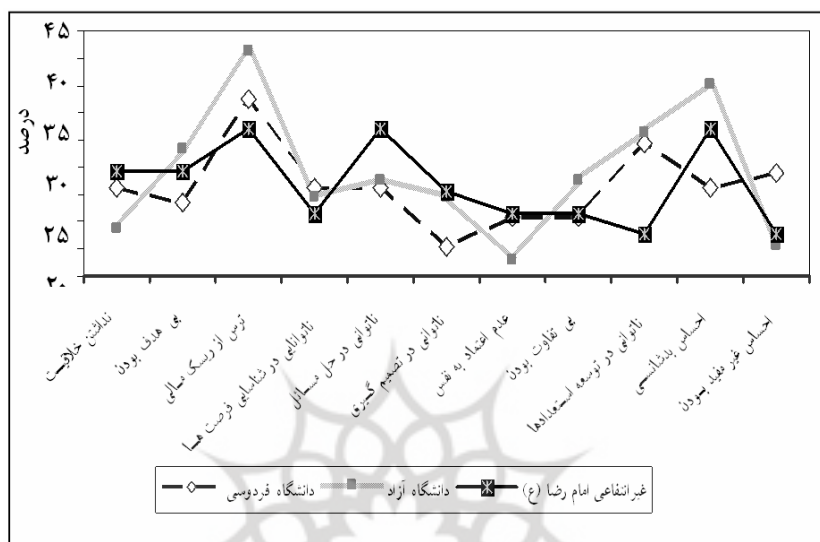 درصد
۴۵
۴۰
۳۵
۳۰
۲۵
۲۰
نداشتن خلاقیت
بی هدف بودن
ترس از ریسک مالی
ناتوانایی در شناسایی فرصت ها
ناتوانی در حل مسائل
ناتوانی در تصمیم گیری
عدم اعتماد به نفس
بی تفاوت بودن
ناتوانی در توسعه استعدادها
احساس بدشانسی
احساس غیر مفید بودن
غیرانتفاعی امام رضا (ع) دانشگاه آزاد دانشگاه فردوسی